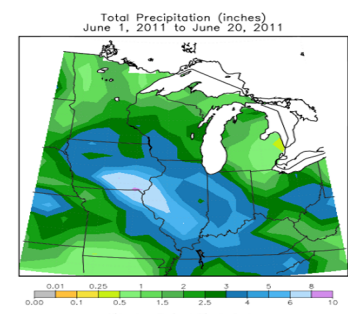 Total Precipitation (inches)
June 1, 2011 to June 20, 2011
0.01 0.25 1 2 3 5 8
0.00 0.1 0.5 1.5 2.5 4 6 10